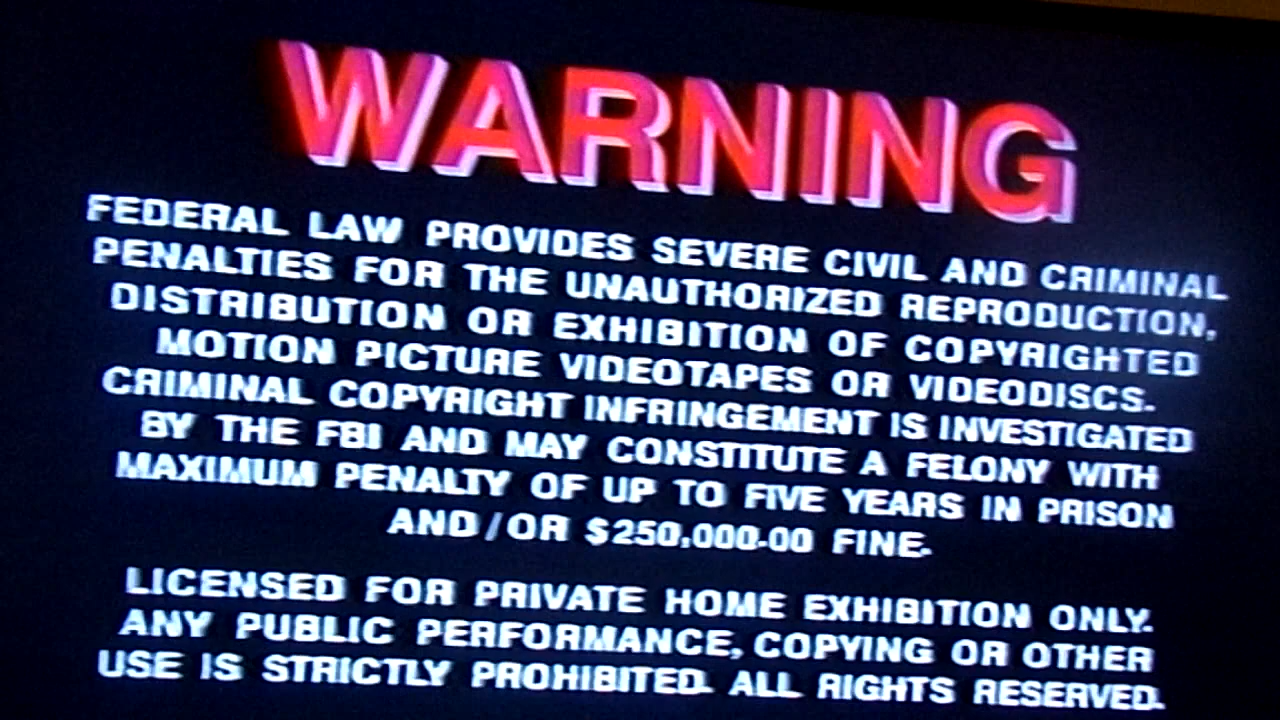 WARNING
FEDERAL LAW PROVIDES SEVERE CIVIL AND CRIMINAL
PENALTIES FOR THE UNAUTHORIZED REPRODUCTION,
DISTRIBUTION OR EXHIBITION OF COPYRIGHTED
MOTION PICTURE VIDEOTAPES OR VIDEODISCS.
CRIMINAL COPYRIGHT INFRINGEMENT IS INVESTIGATED
BY THE FBI AND MAY CONSTITUTE A FELONY WITH
MAXIMUM PENALTY OF UP TO FIVE YEARS IN PRISON
AND/OR $250,000.00 FINE.
LICENSED FOR PRIVATE HOME EXHIBITION ONLY.
ANY PUBLIC PERFORMANCE, COPYING OR OTHER
USE IS STRICTLY PROHIBITED. ALL RIGHTS RESERVED.